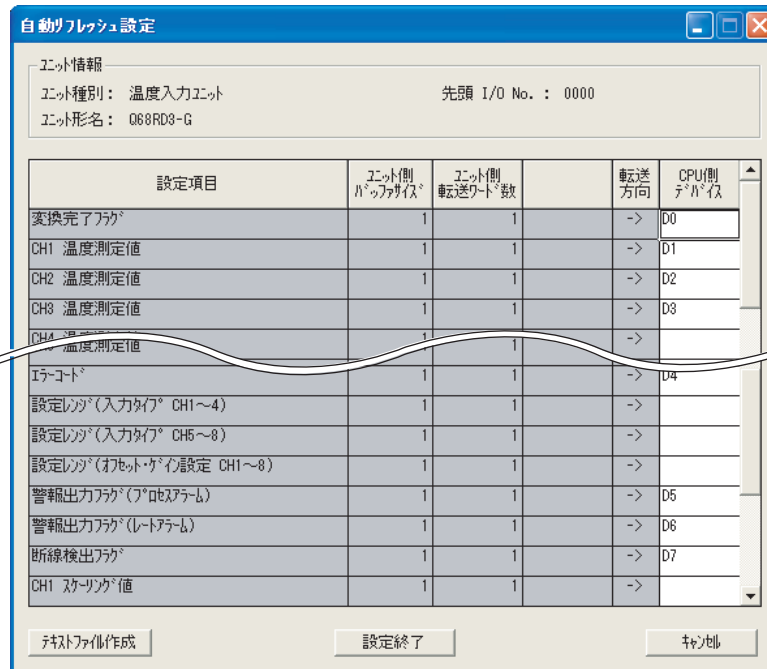 自動リフレッシュ設定
ユニット情報
ユニット種別： 温度入力ユニット 先頭 I/O No. ： 0000
ユニット形名： Q68RD3-G
設定項目 ユニット側バッファサイズ ユニット側転送ワード数 転送方向 CPU側デバイス
変換完了フラグ 1 1 -> D0
CH1 温度測定値 1 1 -> D1
CH2 温度測定値 1 1 -> D2
CH3 温度測定値 1 1 -> D3
CH4 温度測定値 1 1 ->
エラーコード 1 1 -> D4
設定レンジ(入力タイプ CH1～4) 1 1 ->
設定レンジ(入力タイプ CH5～8) 1 1 ->
設定レンジ(オフセット・ゲイン設定 CH1～8) 1 1 ->
警報出力フラグ(プロセスアラーム) 1 1 -> D5
警報出力フラグ(レートアラーム) 1 1 -> D6
断線検出フラグ 1 1 -> D7
CH1 スケーリング値 1 1 ->
テキストファイル作成 設定終了 キャンセル